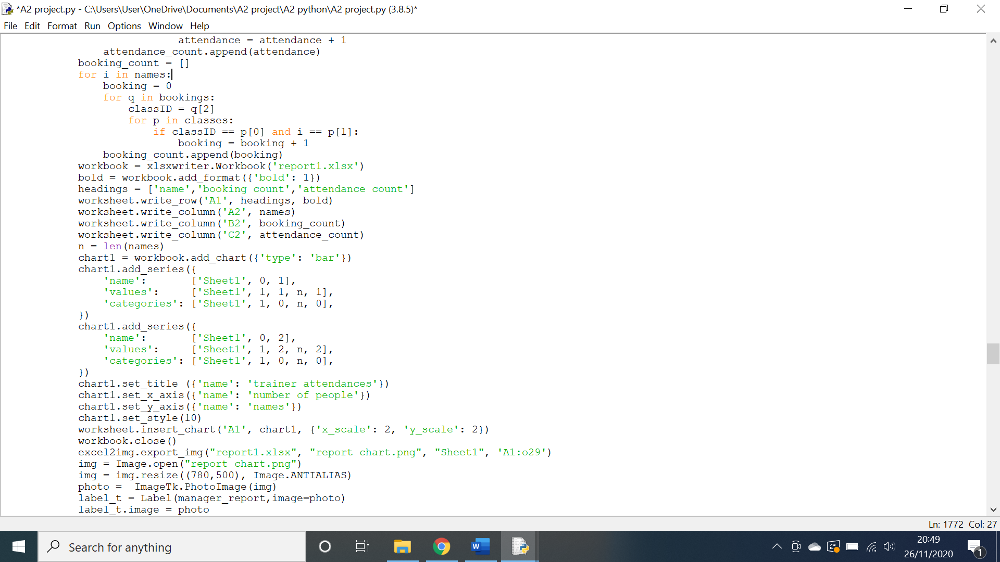 *A2 project.py - C:\Users\User\OneDrive\Documents\A2 project\A2 python\A2 project.py (3.8.5)*
File Edit Format Run Options Window Help
attendance = attendance + 1
attendance_count.append(attendance)
booking_count = []
for i in names:
booking = 0
for q in bookings:
classID = q[2]
for p in classes:
if classID == p[0] and i == p[1]:
booking = booking + 1
booking_count.append(booking)
workbook = xlsxwriter.Workbook('report1.xlsx')
bold = workbook.add_format({'bold': 1})
headings = ['name','booking count','attendance count']
worksheet.write_row('A1', headings, bold)
worksheet.write_column('A2', names)
worksheet.write_column('B2', booking_count)
worksheet.write_column('C2', attendance_count)
n = len(names)
chart1 = workbook.add_chart({'type': 'bar'})
chart1.add_series({
'name':       ['Sheet1', 0, 1],
'values':     ['Sheet1', 1, 1, n, 1],
'categories': ['Sheet1', 1, 0, n, 0],
})
chart1.add_series({
'name':       ['Sheet1', 0, 2],
'values':     ['Sheet1', 1, 2, n, 2],
'categories': ['Sheet1', 1, 0, n, 0],
})
chart1.set_title ({'name': 'trainer attendances'})
chart1.set_x_axis({'name': 'number of people'})
chart1.set_y_axis({'name': 'names'})
chart1.set_style(10)
worksheet.insert_chart('A1', chart1, {'x_scale': 2, 'y_scale': 2})
workbook.close()
excel2img.export_img("report1.xlsx", "report chart.png", "Sheet1", 'A1:o29')
img = Image.open("report chart.png")
img = img.resize((780,500), Image.ANTIALIAS)
photo =  ImageTk.PhotoImage(img)
label_t = Label(manager_report,image=photo)
label_t.image = photo
Ln: 1772 Col: 27
Search for anything
W
20:49
26/11/2020
1